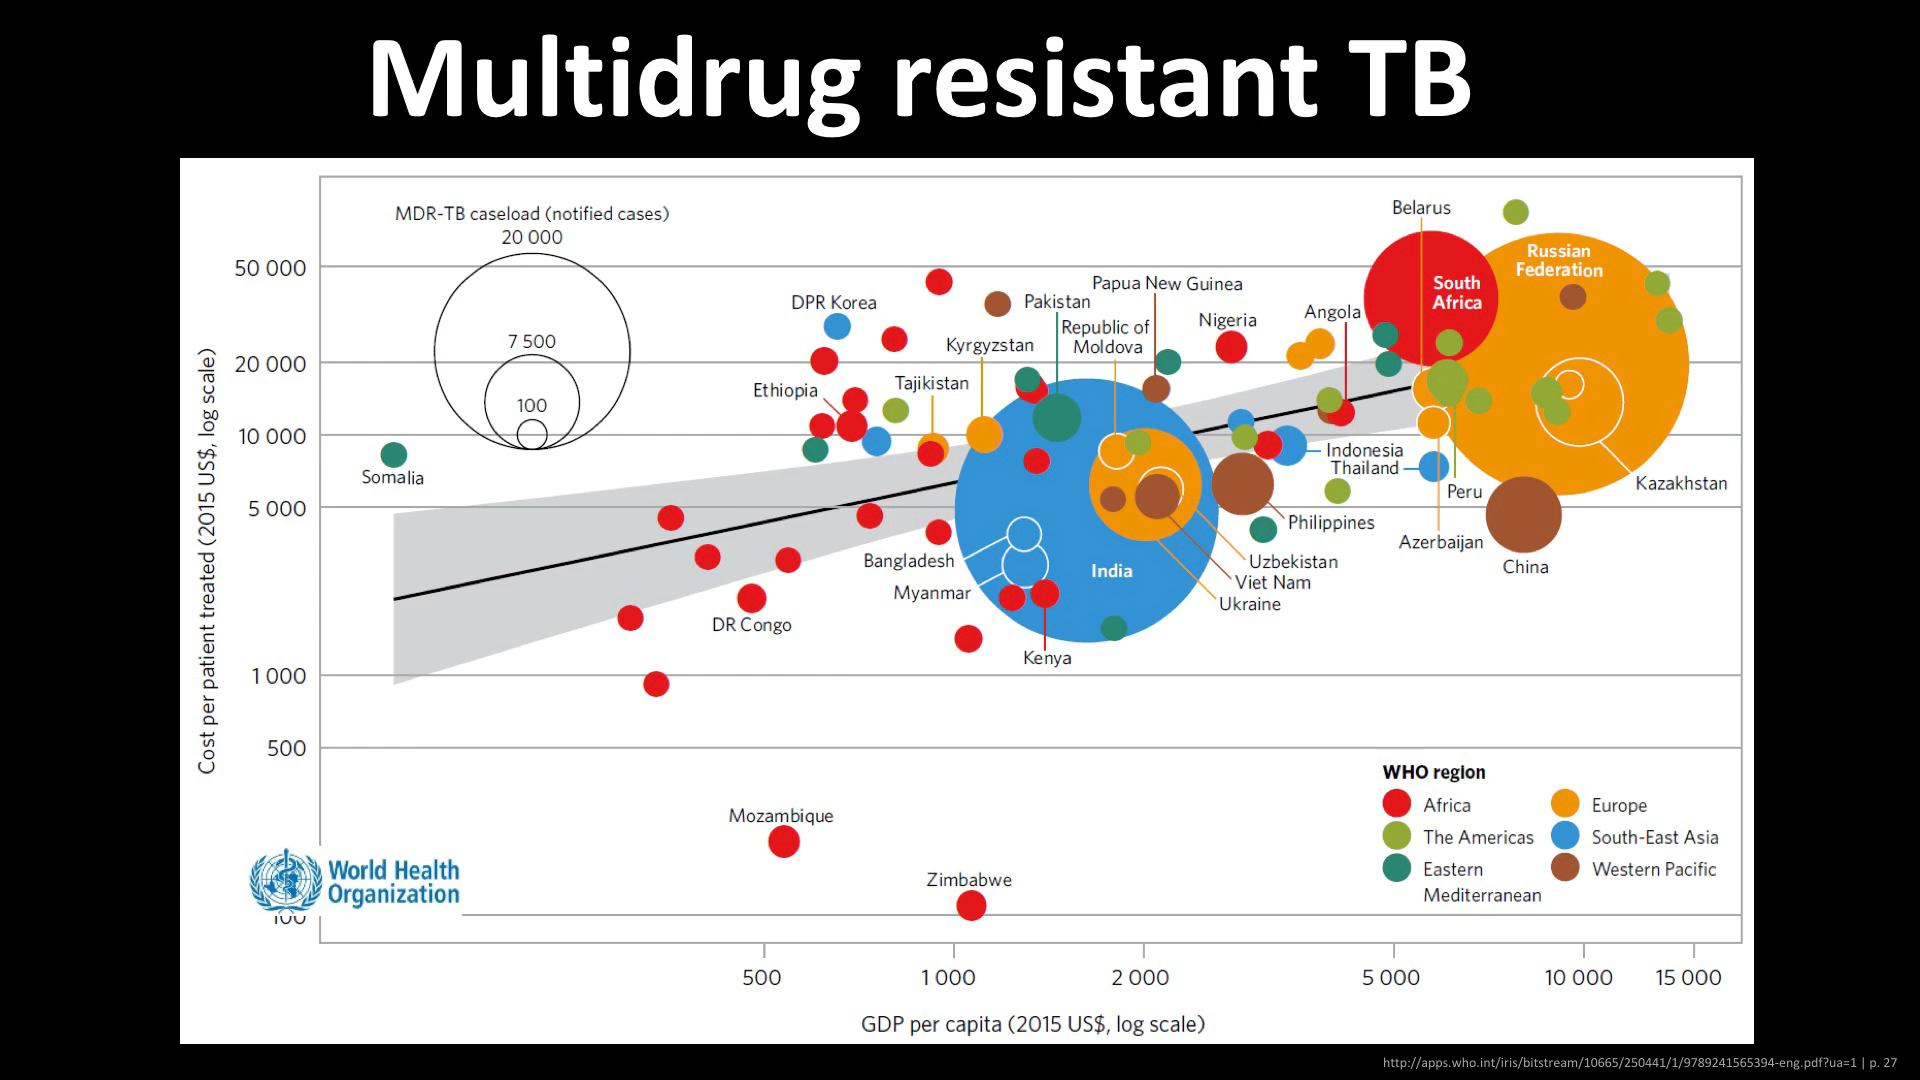 Multidrug resistant TB
MDR-TB caseload (notified cases)
20 000
7 500
100
Cost per patient treated (2015 US$, log scale)
50 000
20 000
10 000
5 000
1 000
500
100
Belarus
Russian
Federation
South
Africa
Papua New Guinea
DPR Korea
Pakistan
Angola
Nigeria
Republic of
Moldova
Kyrgyzstan
Tajikistan
Ethiopia
Somalia
Indonesia
Thailand
Peru
Kazakhstan
Philippines
Azerbaijan
China
Bangladesh
Uzbekistan
India
Viet Nam
Myanmar
Ukraine
DR Congo
Kenya
Mozambique
Zimbabwe
WHO region
Africa
The Americas
Eastern
Mediterranean
Europe
South-East Asia
Western Pacific
World Health
Organization
500
1 000
2 000
5 000
10 000
15 000
GDP per capita (2015 US$, log scale)
http://apps.who.int/iris/bitstream/10665/250441/1/9789241565394-eng.pdf?ua=1 | p. 27